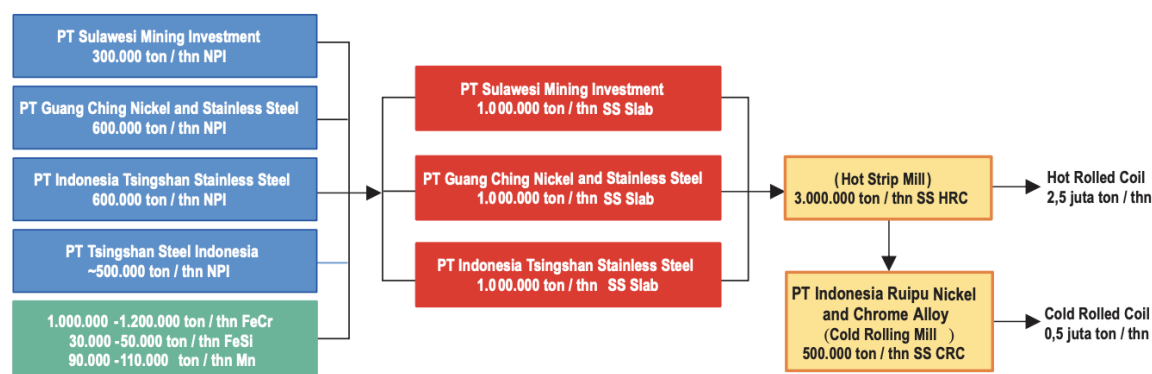 PT Sulawesi Mining Investment
300.000 ton / thn NPI
PT Guang Ching Nickel and Stainless Steel
600.000 ton / thn NPI
PT Indonesia Tsingshan Stainless Steel
600.000 ton / thn NPI
PT Tsingshan Steel Indonesia
~500.000 ton / thn NPI
1.000.000 -1.200.000 ton / thn FeCr
30.000 -50.000 ton / thn FeSi
90.000 -110.000 ton / thn Mn
PT Sulawesi Mining Investment
1.000.000 ton / thn SS Slab
PT Guang Ching Nickel and Stainless Steel
1.000.000 ton / thn SS Slab
PT Indonesia Tsingshan Stainless Steel
1.000.000 ton / thn SS Slab
(Hot Strip Mill)
3.000.000 ton / thn SS HRC
PT Indonesia Ruipu Nickel
and Chrome Alloy
(Cold Rolling Mill )
500.000 ton / thn SS CRC
Hot Rolled Coil
2,5 juta ton / thn
Cold Rolled Coil
0,5 juta ton / thn